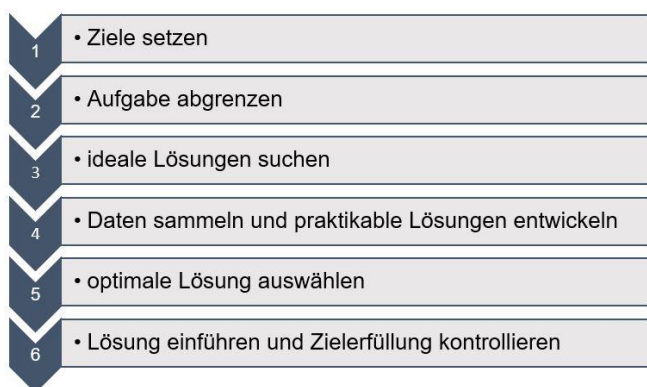 1 • Ziele setzen
2 • Aufgabe abgrenzen
3 • ideale Lösungen suchen
4 • Daten sammeln und praktikable Lösungen entwickeln
5 • optimale Lösung auswählen
6 • Lösung einführen und Zielerfüllung kontrollieren